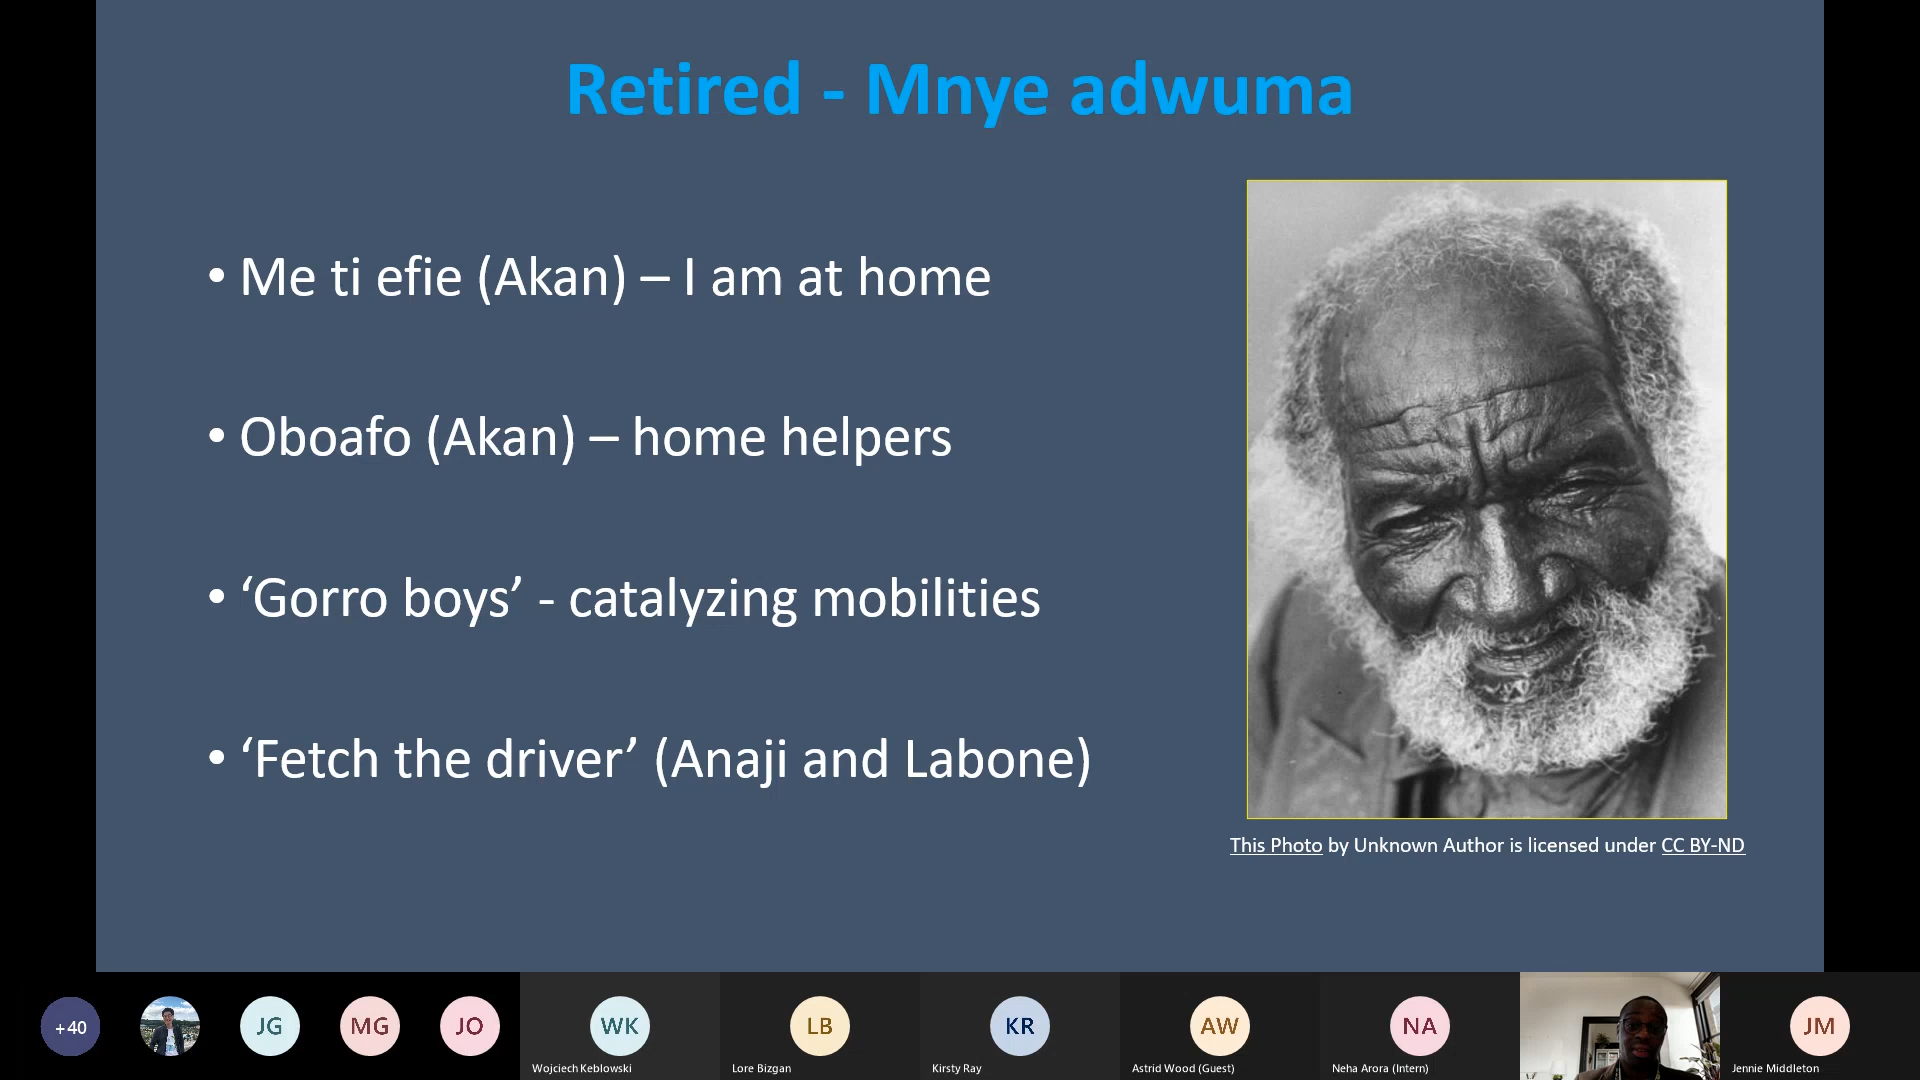 Retired - Mnye adwuma
• Me ti efie (Akan) – I am at home
• Oboafo (Akan) – home helpers
• ‘Gorro boys’ - catalyzing mobilities
• ‘Fetch the driver’ (Anaji and Labone)
This Photo by Unknown Author is licensed under CC BY-ND
+40
JG
MG
JO
WK
LB
KR
AW
NA
JM
Wojciech Keblowski
Lore Bizgan
Kirsty Ray
Astrid Wood (Guest)
Neha Arora (Intern)
Jennie Middleton